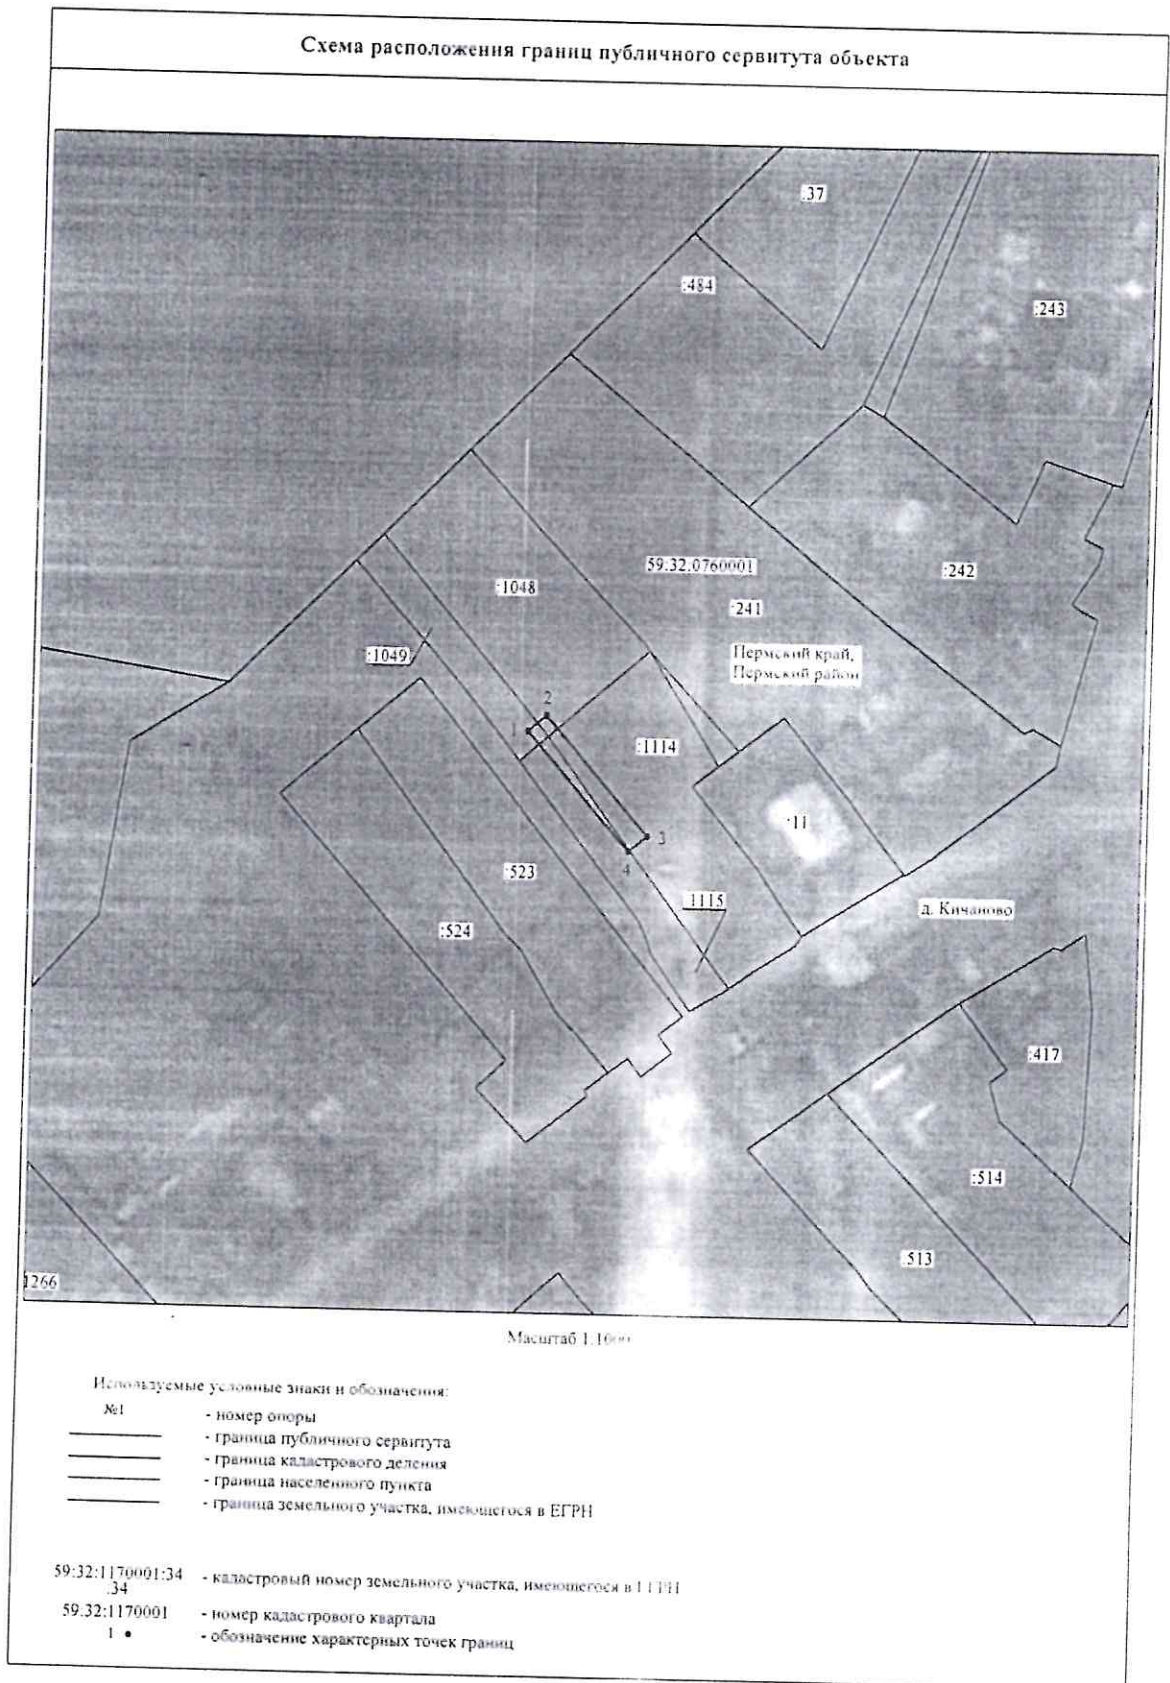 Схема расположения границ публичного сервитута объекта
:37
:484
:243
59:32:0760001
:1048
:242
:241
:1049
Пермский край,
Пермский район
2
1
:1114
:11
3
4
:523
:1115
д. Кичаново
:524
:417
:514
:513
1266
Масштаб 1:1000
Используемые условные знаки и обозначения:
№1 - номер опоры
- граница публичного сервитута
- граница кадастрового деления
- граница населенного пункта
- граница земельного участка, имеющегося в ЕГРН
59:32:1170001:34
:34 - кадастровый номер земельного участка, имеющегося в ЕГРН
59:32:1170001 - номер кадастрового квартала
1 • - обозначение характерных точек границ